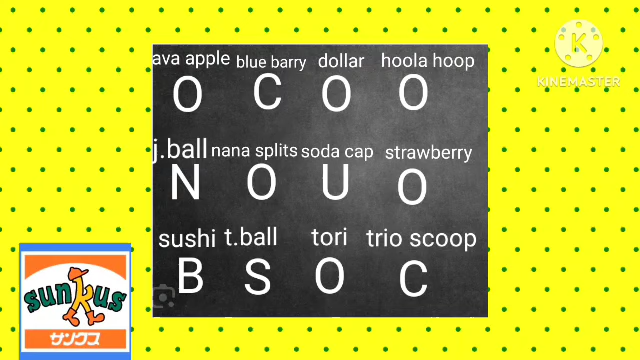 K
KINEMASTER
ava apple blue barry dollar hoola hoop
O C O O
j.ball nana splits soda cap strawberry
N O U O
sushi t.ball tori trio scoop
B S O C
sunkus
サンクス